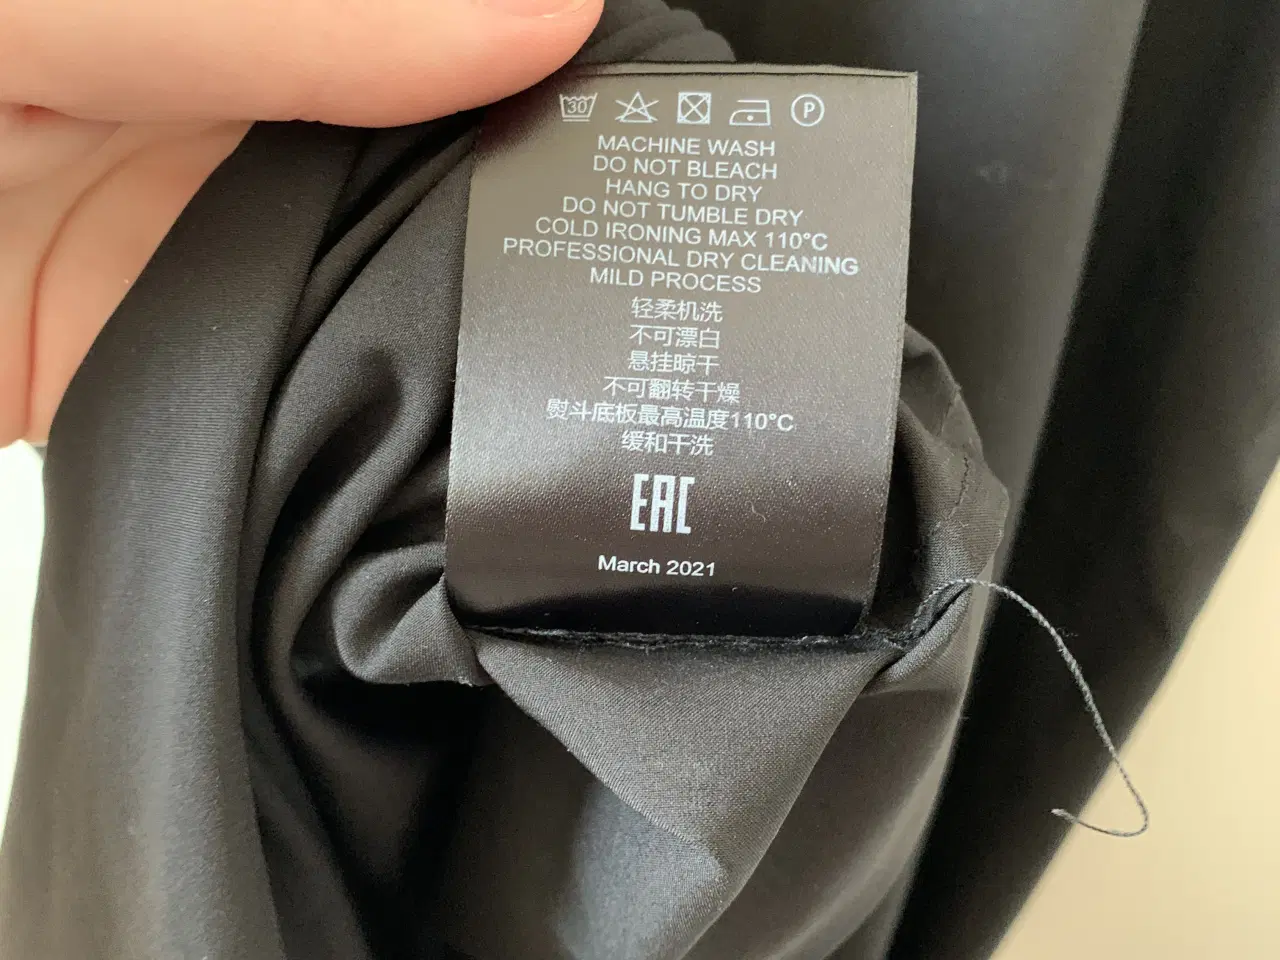 30 P
MACHINE WASH
DO NOT BLEACH
HANG TO DRY
DO NOT TUMBLE DRY
COLD IRONING MAX 110°C
PROFESSIONAL DRY CLEANING
MILD PROCESS
轻柔机洗
不可漂白
悬挂晾干
不可翻转干燥
熨斗底板最高温度110°C
缓和干洗
EAC
March 2021